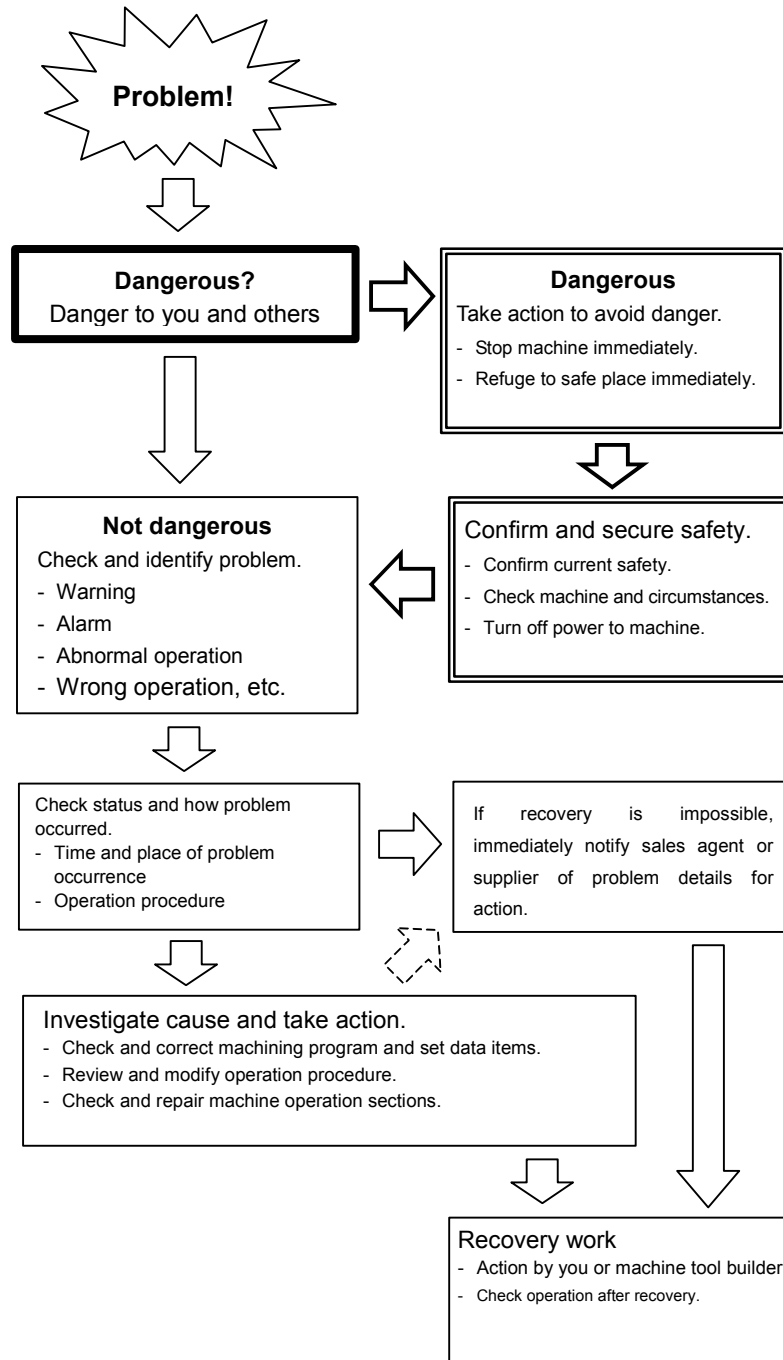 Problem!
Dangerous?
Danger to you and others
Dangerous
Take action to avoid danger.
- Stop machine immediately.
- Refuge to safe place immediately.
Confirm and secure safety.
- Confirm current safety.
- Check machine and circumstances.
- Turn off power to machine.
Not dangerous
Check and identify problem.
- Warning
- Alarm
- Abnormal operation
- Wrong operation, etc.
Check status and how problem
occurred.
- Time and place of problem
occurrence
- Operation procedure
If recovery is impossible,
immediately notify sales agent or
supplier of problem details for
action.
Investigate cause and take action.
- Check and correct machining program and set data items.
- Review and modify operation procedure.
- Check and repair machine operation sections.
Recovery work
- Action by you or machine tool builder
- Check operation after recovery.